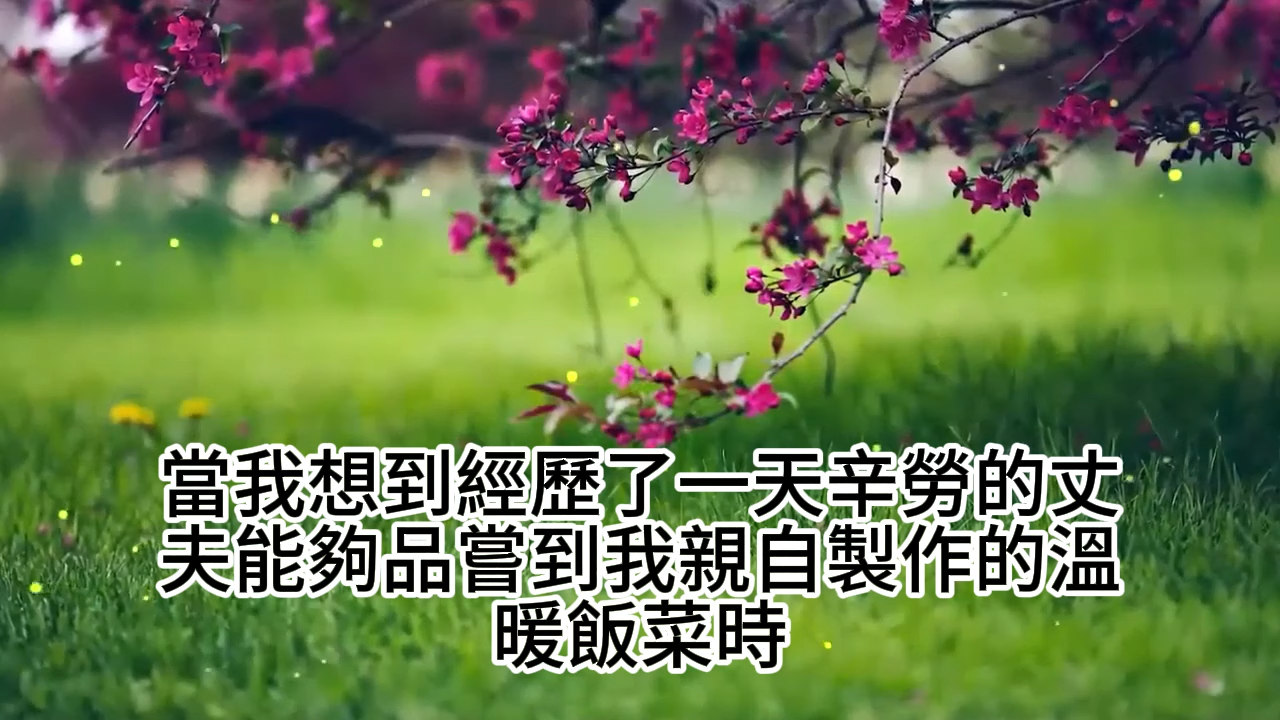 當我想到經歷了一天辛勞的丈
夫能夠品嘗到我親自製作的溫
暖飯菜時